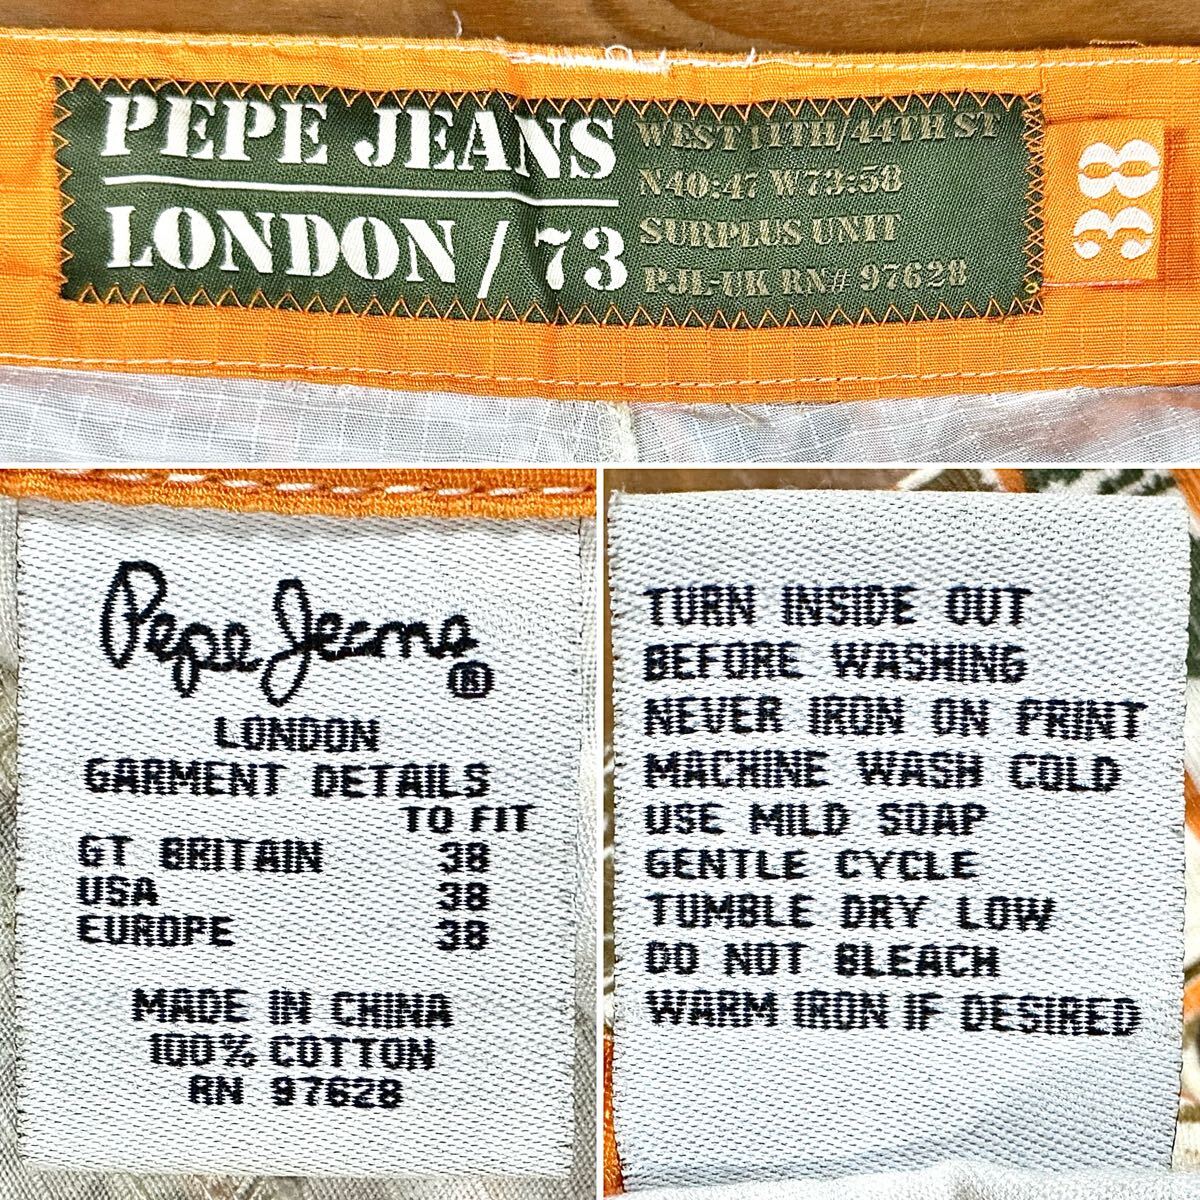 PEPE JEANS
LONDON / 73
WEST 11TH/44TH ST
N40:47 W73:58
SURPLUS UNIT
PJL-UK RN# 97628
38
Pepe Jeans ®
LONDON
GARMENT DETAILS
TO FIT
GT BRITAIN 38
USA 38
EUROPE 38
MADE IN CHINA
100% COTTON
RN 97628
TURN INSIDE OUT
BEFORE WASHING
NEVER IRON ON PRINT
MACHINE WASH COLD
USE MILD SOAP
GENTLE CYCLE
TUMBLE DRY LOW
DO NOT BLEACH
WARM IRON IF DESIRED